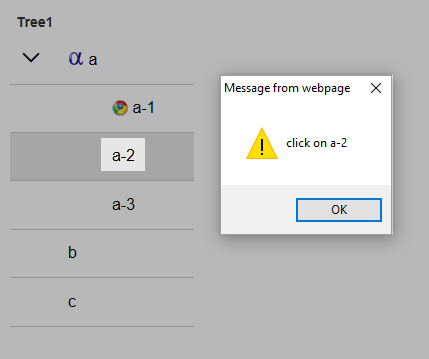 Tree1
α a
a-1
a-2
a-3
b
c
Message from webpage
click on a-2
OK